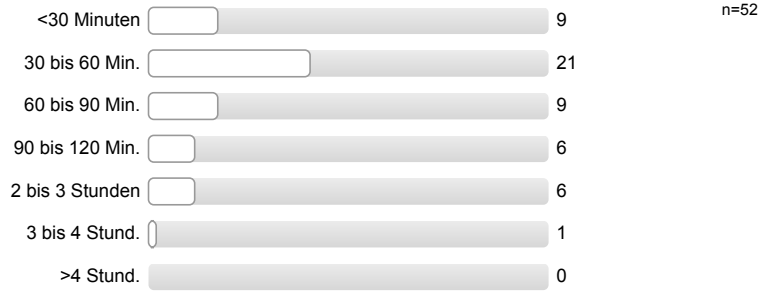 <30 Minuten 9 n=52
30 bis 60 Min. 21
60 bis 90 Min. 9
90 bis 120 Min. 6
2 bis 3 Stunden 6
3 bis 4 Stund. 1
>4 Stund. 0